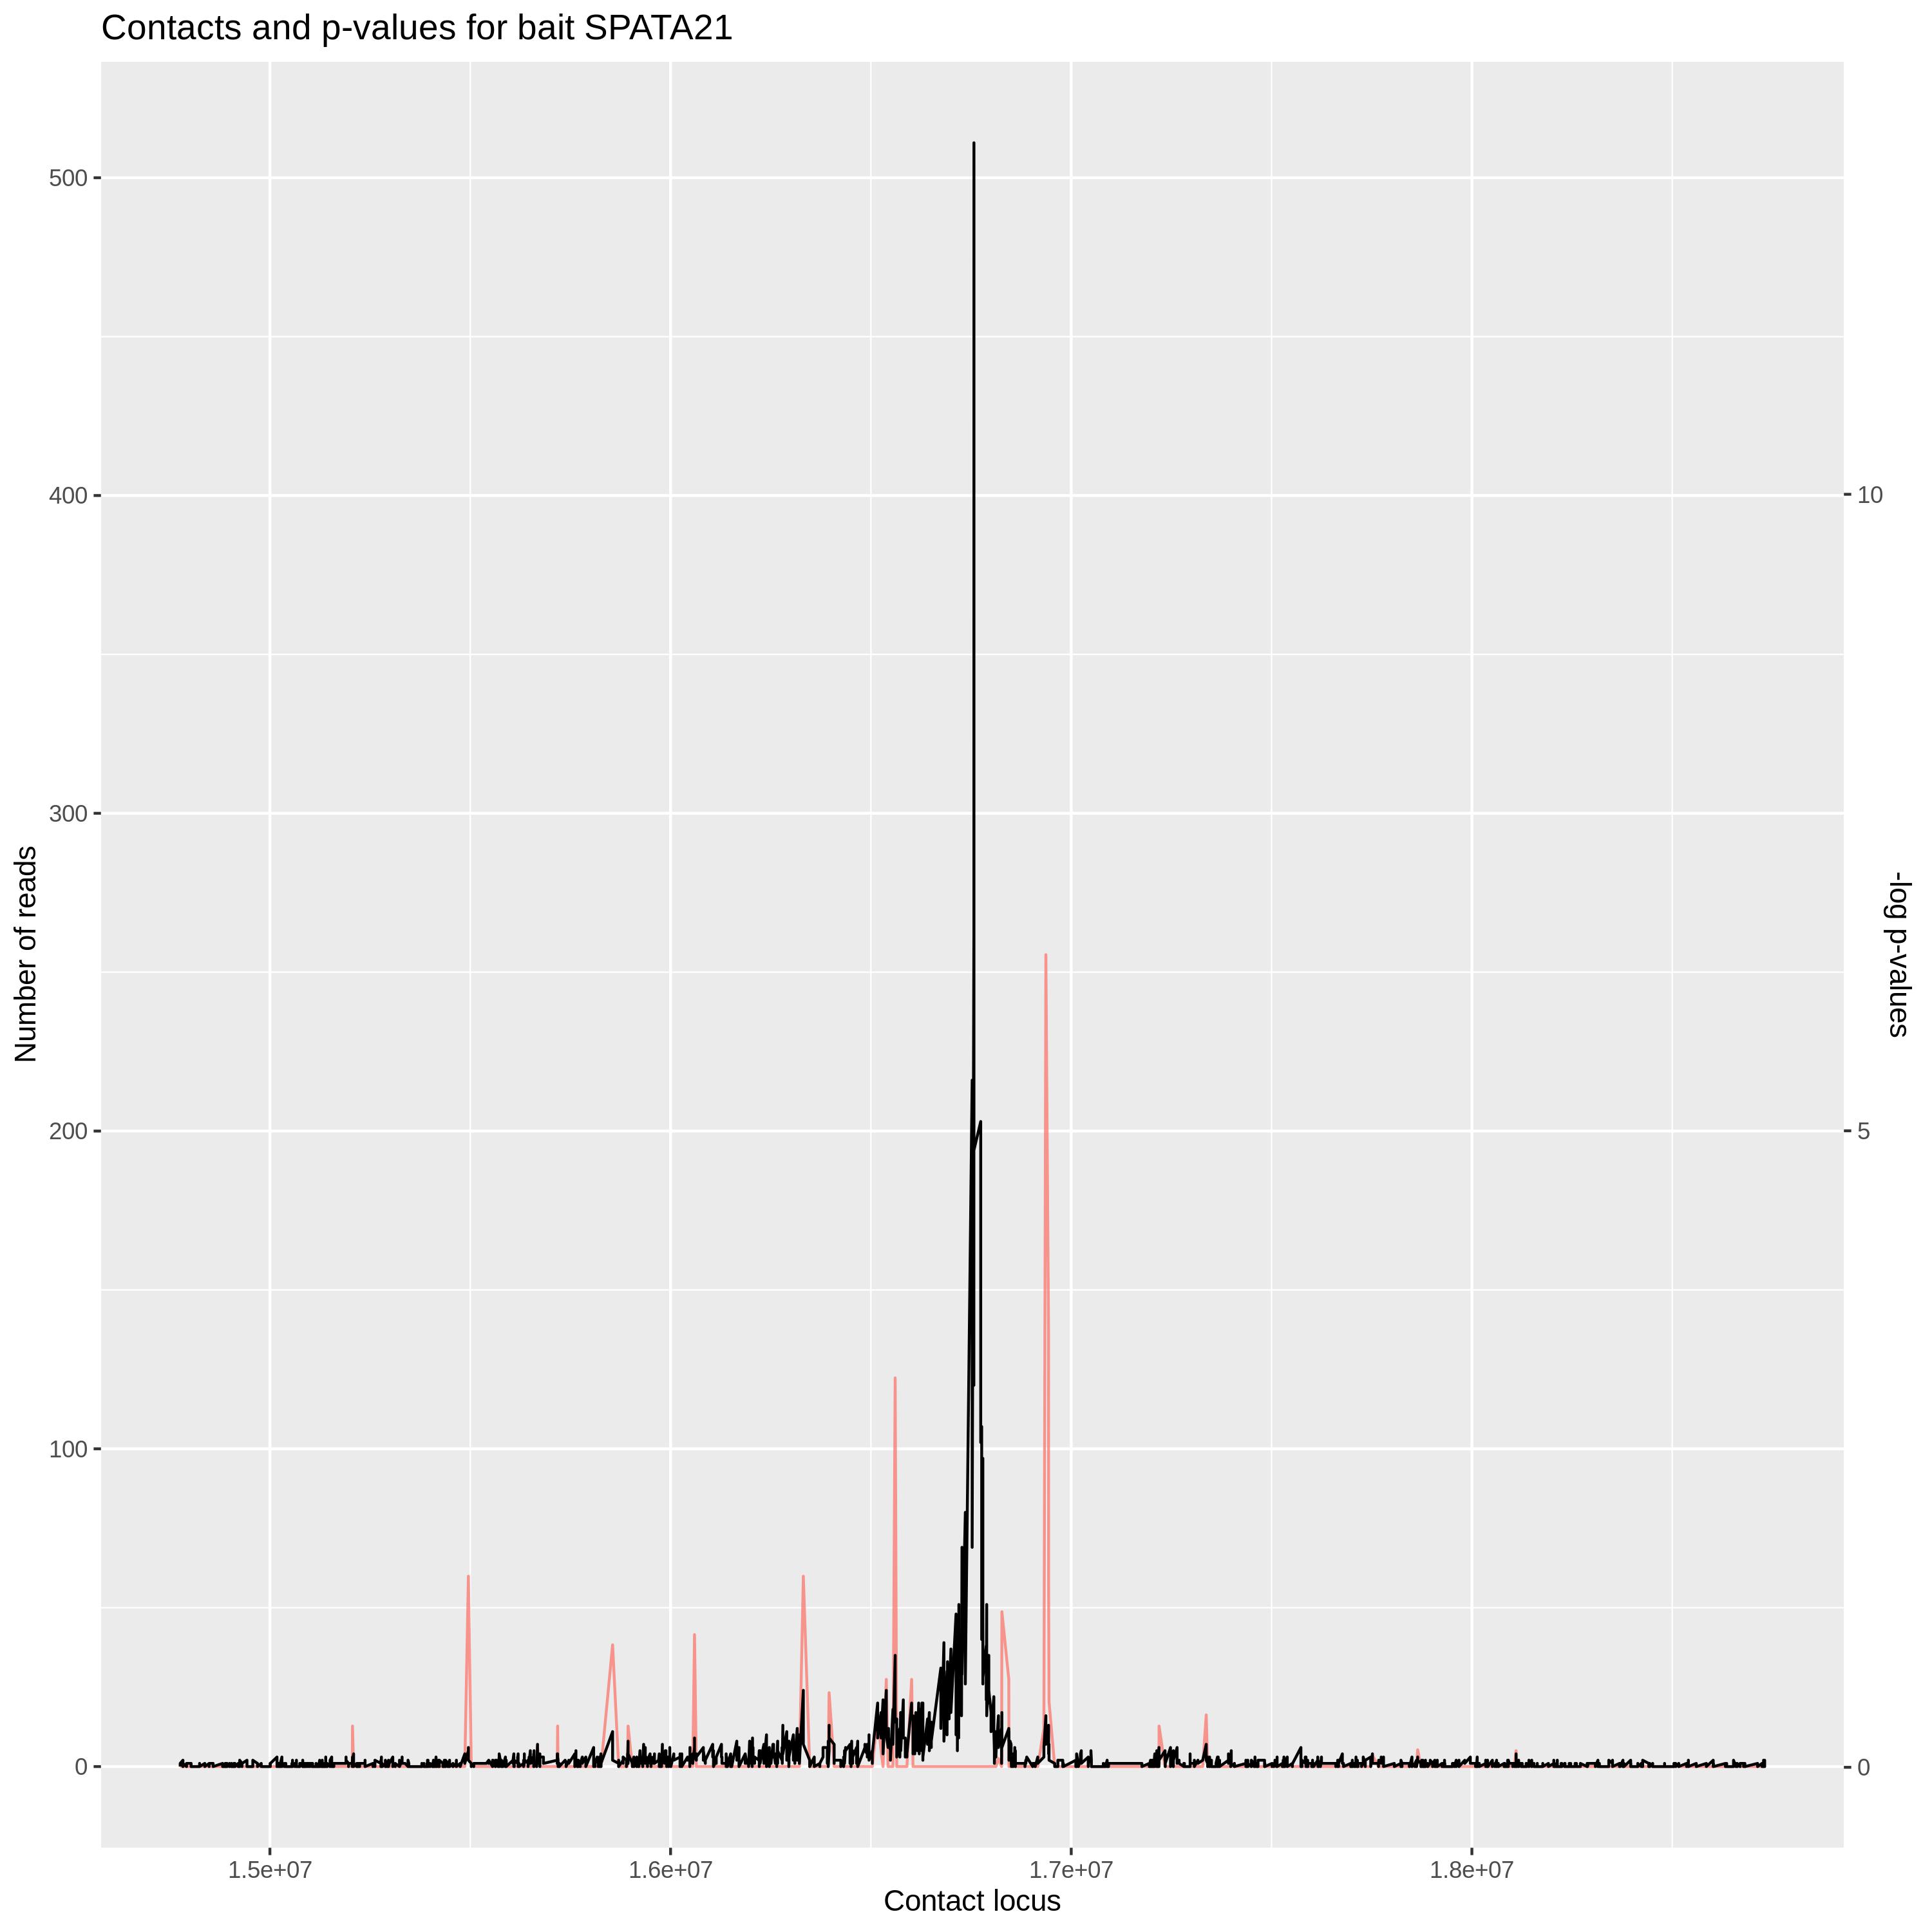 Contacts and p-values for bait SPATA21
500
400
300
200
100
0
Number of reads
10
5
0
-log p-values
1.5e+07
1.6e+07
1.7e+07
1.8e+07
Contact locus